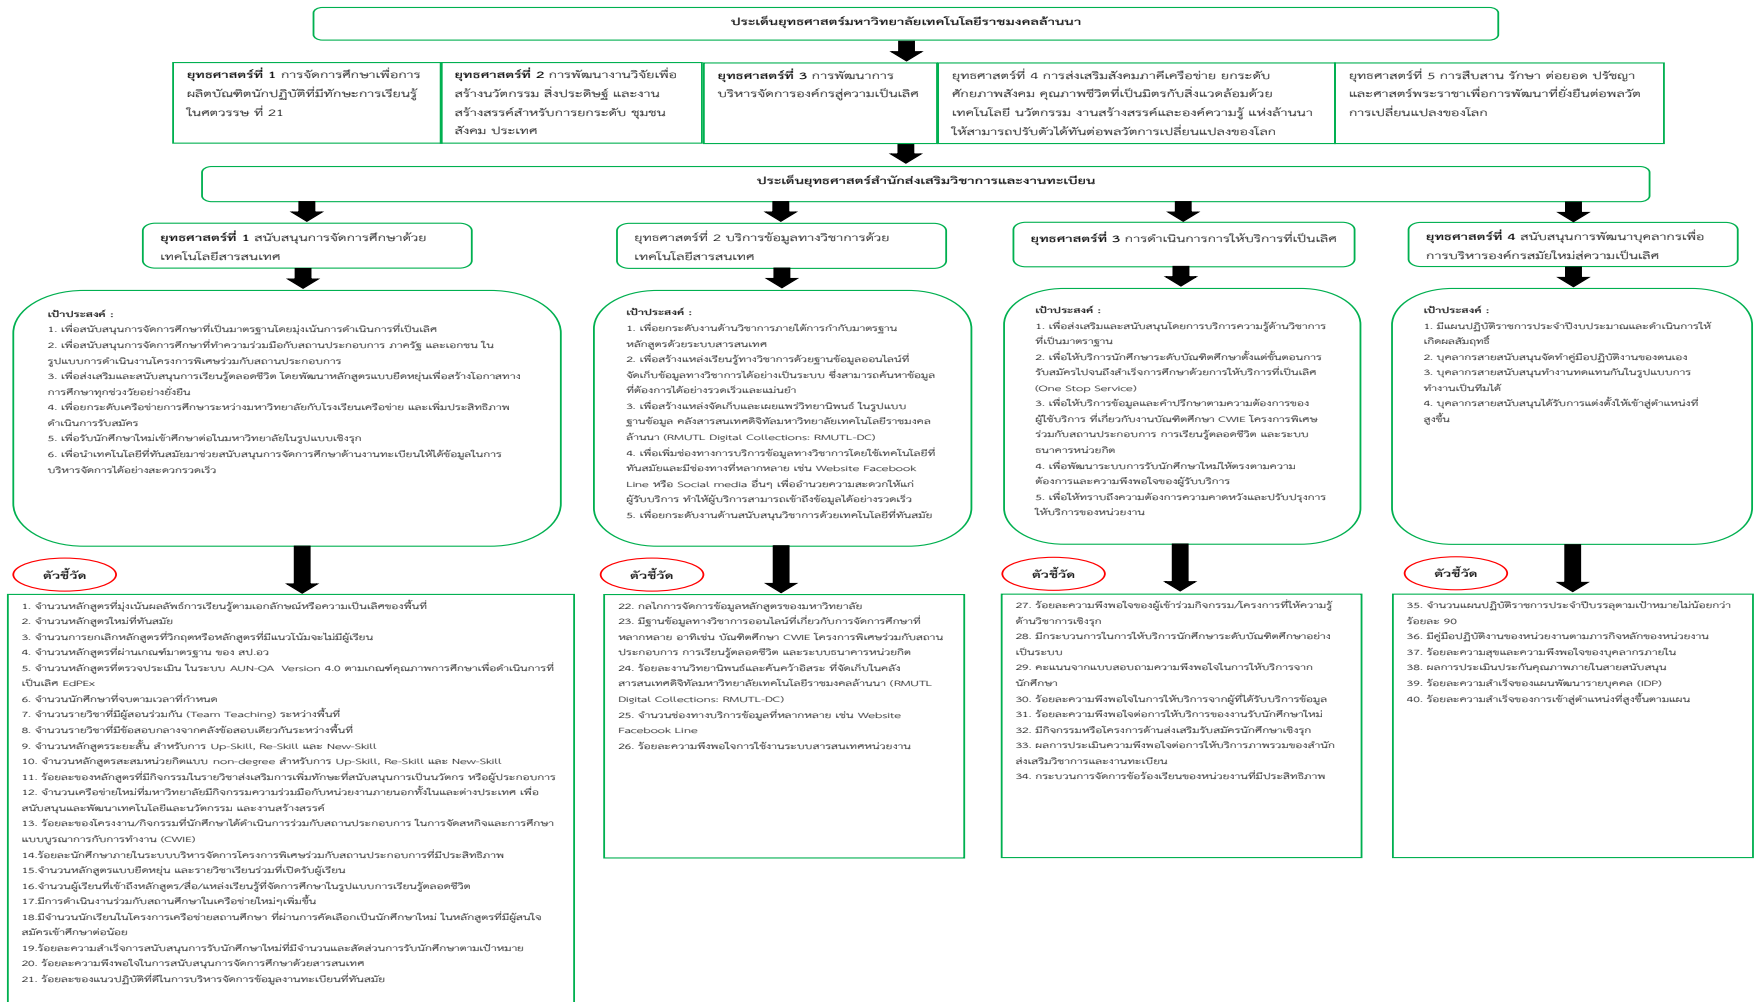 ประเด็นยุทธศาสตร์มหาวิทยาลัยเทคโนโลยีราชมงคลล้านนา
ยุทธศาสตร์ที่ 1 การจัดการศึกษาเพื่อการ
ผลิตบัณฑิตนักปฏิบัติที่มีทักษะการเรียนรู้
ในศตวรรษ ที่ 21
ยุทธศาสตร์ที่ 2 การพัฒนางานวิจัยเพื่อ
สร้างนวัตกรรม สิ่งประดิษฐ์ และงาน
สร้างสรรค์สำหรับการยกระดับ ชุมชน
สังคม ประเทศ
ยุทธศาสตร์ที่ 3 การพัฒนาการ
บริหารจัดการองค์กรสู่ความเป็นเลิศ
ยุทธศาสตร์ที่ 4 การส่งเสริมสังคมภาคีเครือข่าย ยกระดับ
ศักยภาพสังคม คุณภาพชีวิตที่เป็นมิตรกับสิ่งแวดล้อมด้วย
เทคโนโลยี นวัตกรรม งานสร้างสรรค์และองค์ความรู้ แห่งล้านนา
ให้สามารถปรับตัวได้ทันต่อพลวัตการเปลี่ยนแปลงของโลก
ยุทธศาสตร์ที่ 5 การสืบสาน รักษา ต่อยอด ปรัชญา
และศาสตร์พระราชาเพื่อการพัฒนาที่ยั่งยืนต่อพลวัต
การเปลี่ยนแปลงของโลก
ประเด็นยุทธศาสตร์สำนักส่งเสริมวิชาการและงานทะเบียน
ยุทธศาสตร์ที่ 1 สนับสนุนการจัดการศึกษาด้วย
เทคโนโลยีสารสนเทศ
เป้าประสงค์ :
1. เพื่อสนับสนุนการจัดการศึกษาที่เป็นมาตรฐานโดยมุ่งเน้นการดำเนินการที่เป็นเลิศ
2. เพื่อสนับสนุนการจัดการศึกษาที่ทำความร่วมมือกับสถานประกอบการ ภาครัฐ และเอกชน ใน
รูปแบบการดำเนินงานโครงการพิเศษร่วมกับสถานประกอบการ
3. เพื่อส่งเสริมและสนับสนุนการเรียนรู้ตลอดชีวิต โดยพัฒนาหลักสูตรแบบยืดหยุ่นเพื่อสร้างโอกาสทาง
การศึกษาทุกช่วงวัยอย่างยั่งยืน
4. เพื่อยกระดับเครือข่ายการศึกษาระหว่างมหาวิทยาลัยกับโรงเรียนเครือข่าย และเพิ่มประสิทธิภาพ
ดำเนินการรับสมัคร
5. เพื่อรับนักศึกษาใหม่เข้าศึกษาต่อในมหาวิทยาลัยในรูปแบบเชิงรุก
6. เพื่อนำเทคโนโลยีที่ทันสมัยมาช่วยสนับสนุนการจัดการศึกษาด้านงานทะเบียนให้ได้ข้อมูลในการ
บริหารจัดการได้อย่างสะดวกรวดเร็ว
ยุทธศาสตร์ที่ 2 บริการข้อมูลทางวิชาการด้วย
เทคโนโลยีสารสนเทศ
เป้าประสงค์ :
1. เพื่อยกระดับงานด้านวิชาการภายใต้การกำกับมาตรฐาน
หลักสูตรด้วยระบบสารสนเทศ
2. เพื่อสร้างแหล่งเรียนรู้ทางวิชาการด้วยฐานข้อมูลออนไลน์ที่
จัดเก็บข้อมูลทางวิชาการได้อย่างเป็นระบบ ซึ่งสามารถค้นหาข้อมูล
ที่ต้องการได้อย่างรวดเร็วและแม่นยำ
3. เพื่อสร้างแหล่งจัดเก็บและเผยแพร่วิทยานิพนธ์ ในรูปแบบ
ฐานข้อมูล คลังสารสนเทศดิจิทัลมหาวิทยาลัยเทคโนโลยีราชมงคล
ล้านนา (RMUTL Digital Collections: RMUTL-DC)
4. เพื่อเพิ่มช่องทางการบริการข้อมูลทางวิชาการโดยใช้เทคโนโลยีที่
ทันสมัยและมีช่องทางที่หลากหลาย เช่น Website Facebook
Line หรือ Social media อื่นๆ เพื่ออำนวยความสะดวกให้แก่
ผู้รับบริการ ทำให้ผู้บริการสามารถเข้าถึงข้อมูลได้อย่างรวดเร็ว
5. เพื่อยกระดับงานด้านสนับสนุนวิชาการด้วยเทคโนโลยีที่ทันสมัย
ยุทธศาสตร์ที่ 3 การดำเนินการการให้บริการที่เป็นเลิศ
เป้าประสงค์ :
1. เพื่อส่งเสริมและสนับสนุนโดยการบริการความรู้ด้านวิชาการ
ที่เป็นมาตราฐาน
2. เพื่อให้บริการนักศึกษาระดับบัณฑิตศึกษาตั้งแต่ขั้นตอนการ
รับสมัครไปจนถึงสำเร็จการศึกษาด้วยการให้บริการที่เป็นเลิศ
(One Stop Service)
3. เพื่อให้บริการข้อมูลและคำปรึกษาตามความต้องการของ
ผู้ใช้บริการ ที่เกี่ยวกับงานบัณฑิตศึกษา CWIE โครงการพิเศษ
ร่วมกับสถานประกอบการ การเรียนรู้ตลอดชีวิต และระบบ
ธนาคารหน่วยกิต
4. เพื่อพัฒนาระบบการรับนักศึกษาใหม่ให้ตรงตามความ
ต้องการและความพึงพอใจของผู้รับบริการ
5. เพื่อให้ทราบถึงความต้องการความคาดหวังและปรับปรุงการ
ให้บริการของหน่วยงาน
ยุทธศาสตร์ที่ 4 สนับสนุนการพัฒนาบุคลากรเพื่อ
การบริหารองค์กรสมัยใหม่สู่ความเป็นเลิศ
เป้าประสงค์ :
1. มีแผนปฏิบัติราชการประจำปีงบประมาณและดำเนินการให้
เกิดผลสัมฤทธิ์
2. บุคลากรสายสนับสนุนจัดทำคู่มือปฏิบัติงานของตนเอง
3. บุคลากรสายสนับสนุนทำงานทดแทนกันในรูปแบบการ
ทำงานเป็นทีมได้
4. บุคลากรสายสนับสนุนได้รับการแต่งตั้งให้เข้าสู่ตำแหน่งที่
สูงขึ้น
ตัวชี้วัด
1. จำนวนหลักสูตรที่มุ่งเน้นผลลัพธ์การเรียนรู้ตามเอกลักษณ์หรือความเป็นเลิศของพื้นที่
2. จำนวนหลักสูตรใหม่ที่ทันสมัย
3. จำนวนการยกเลิกหลักสูตรที่วิกฤตหรือหลักสูตรที่มีแนวโน้มจะไม่มีผู้เรียน
4. จำนวนหลักสูตรที่ผ่านเกณฑ์มาตรฐาน ของ สป.อว
5. จำนวนหลักสูตรที่ตรวจประเมิน ในระบบ AUN-QA Version 4.0 ตามเกณฑ์คุณภาพการศึกษาเพื่อดำเนินการที่
เป็นเลิศ EdPEx
6. จำนวนนักศึกษาที่จบตามเวลาที่กำหนด
7. จำนวนรายวิชาที่มีผู้สอนร่วมกัน (Team Teaching) ระหว่างพื้นที่
8. จำนวนรายวิชาที่มีข้อสอบกลางจากคลังข้อสอบเดียวกันระหว่างพื้นที่
9. จำนวนหลักสูตรระยะสั้น สำหรับการ Up-Skill, Re-Skill และ New-Skill
10. จำนวนหลักสูตรสะสมหน่วยกิตแบบ non-degree สำหรับการ Up-Skill, Re-Skill และ New-Skill
11. ร้อยละของหลักสูตรที่มีกิจกรรมในรายวิชาส่งเสริมการเพิ่มทักษะที่สนับสนุนการเป็นนวัตกร หรือผู้ประกอบการ
12. จำนวนเครือข่ายใหม่ที่มหาวิทยาลัยมีกิจกรรมความร่วมมือกับหน่วยงานภายนอกทั้งในและต่างประเทศ เพื่อ
สนับสนุนและพัฒนาเทคโนโลยีและนวัตกรรม และงานสร้างสรรค์
13. ร้อยละของโครงงาน/กิจกรรมที่นักศึกษาได้ดำเนินการร่วมกับสถานประกอบการ ในการจัดสหกิจและการศึกษา
แบบบูรณาการกับการทำงาน (CWIE)
14.ร้อยละนักศึกษาภายในระบบบริหารจัดการโครงการพิเศษร่วมกับสถานประกอบการที่มีประสิทธิภาพ
15.จำนวนหลักสูตรแบบยืดหยุ่น และรายวิชาเรียนร่วมที่เปิดรับผู้เรียน
16.จำนวนผู้เรียนที่เข้าถึงหลักสูตร/สื่อ/แหล่งเรียนรู้ที่จัดการศึกษาในรูปแบบการเรียนรู้ตลอดชีวิต
17.มีการดำเนินงานร่วมกับสถานศึกษาในเครือข่ายใหม่ๆเพิ่มขึ้น
18.มีจำนวนนักเรียนในโครงการเครือข่ายสถานศึกษา ที่ผ่านการคัดเลือกเป็นนักศึกษาใหม่ ในหลักสูตรที่มีผู้สนใจ
สมัครเข้าศึกษาต่อน้อย
19.ร้อยละความสำเร็จการสนับสนุนการรับนักศึกษาใหม่ที่มีจำนวนและสัดส่วนการรับนักศึกษาตามเป้าหมาย
20. ร้อยละความพึงพอใจในการสนับสนุนการจัดการศึกษาด้วยสารสนเทศ
21. ร้อยละของแนวปฏิบัติที่ดีในการบริหารจัดการข้อมูลงานทะเบียนที่ทันสมัย
ตัวชี้วัด
22. กลไกการจัดการข้อมูลหลักสูตรของมหาวิทยาลัย
23. มีฐานข้อมูลทางวิชาการออนไลน์ที่เกี่ยวกับการจัดการศึกษาที่
หลากหลาย อาทิเช่น บัณฑิตศึกษา CWIE โครงการพิเศษร่วมกับสถาน
ประกอบการ การเรียนรู้ตลอดชีวิต และระบบธนาคารหน่วยกิต
24. ร้อยละงานวิทยานิพนธ์และค้นคว้าอิสระ ที่จัดเก็บในคลัง
สารสนเทศดิจิทัลมหาวิทยาลัยเทคโนโลยีราชมงคลล้านนา (RMUTL
Digital Collections: RMUTL-DC)
25. จำนวนช่องทางบริการข้อมูลที่หลากหลาย เช่น Website
Facebook Line
26. ร้อยละความพึงพอใจการใช้งานระบบสารสนเทศหน่วยงาน
ตัวชี้วัด
27. ร้อยละความพึงพอใจของผู้เข้าร่วมกิจกรรม/โครงการที่ให้ความรู้
ด้านวิชาการเชิงรุก
28. มีกระบวนการในการให้บริการนักศึกษาระดับบัณฑิตศึกษาอย่าง
เป็นระบบ
29. คะแนนจากแบบสอบถามความพึงพอใจในการให้บริการจาก
นักศึกษา
30. ร้อยละความพึงพอใจในการให้บริการจากผู้ที่ได้รับบริการข้อมูล
31. ร้อยละความพึงพอใจต่อการให้บริการของงานรับนักศึกษาใหม่
32. มีกิจกรรมหรือโครงการด้านส่งเสริมรับสมัครนักศึกษาเชิงรุก
33. ผลการประเมินความพึงพอใจต่อการให้บริการภาพรวมของสำนัก
ส่งเสริมวิชาการและงานทะเบียน
34. กระบวนการจัดการข้อร้องเรียนของหน่วยงานที่มีประสิทธิภาพ
ตัวชี้วัด
35. จำนวนแผนปฏิบัติราชการประจำปีบรรลุตามเป้าหมายไม่น้อยกว่า
ร้อยละ 90
36. มีคู่มือปฏิบัติงานของหน่วยงานตามภารกิจหลักของหน่วยงาน
37. ร้อยละความสุขและความพึงพอใจของบุคลากรภายใน
38. ผลการประเมินประกันคุณภาพภายในสายสนับสนุน
39. ร้อยละความสำเร็จของแผนพัฒนารายบุคคล (IDP)
40. ร้อยละความสำเร็จของการเข้าสู่ตำแหน่งที่สูงขึ้นตามแผน